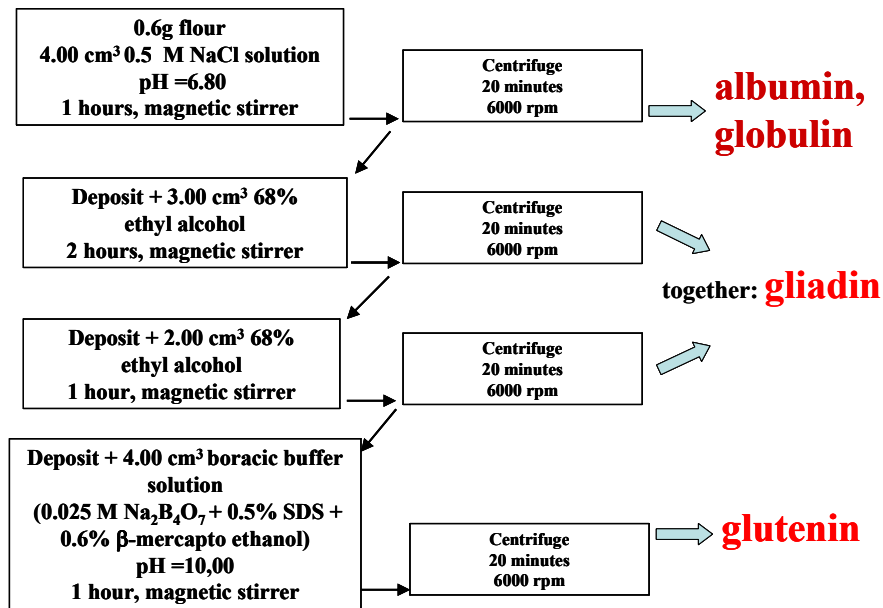 0.6g flour
4.00 cm³ 0.5 M NaCl solution
pH =6.80
1 hours, magnetic stirrer
Centrifuge
20 minutes
6000 rpm
albumin,
globulin
Deposit + 3.00 cm³ 68%
ethyl alcohol
2 hours, magnetic stirrer
Centrifuge
20 minutes
6000 rpm
together: gliadin
Deposit + 2.00 cm³ 68%
ethyl alcohol
1 hour, magnetic stirrer
Centrifuge
20 minutes
6000 rpm
Deposit + 4.00 cm³ boracic buffer
solution
(0.025 M Na₂B₄O₇ + 0.5% SDS +
0.6% β-mercapto ethanol)
pH =10,00
1 hour, magnetic stirrer
Centrifuge
20 minutes
6000 rpm
glutenin